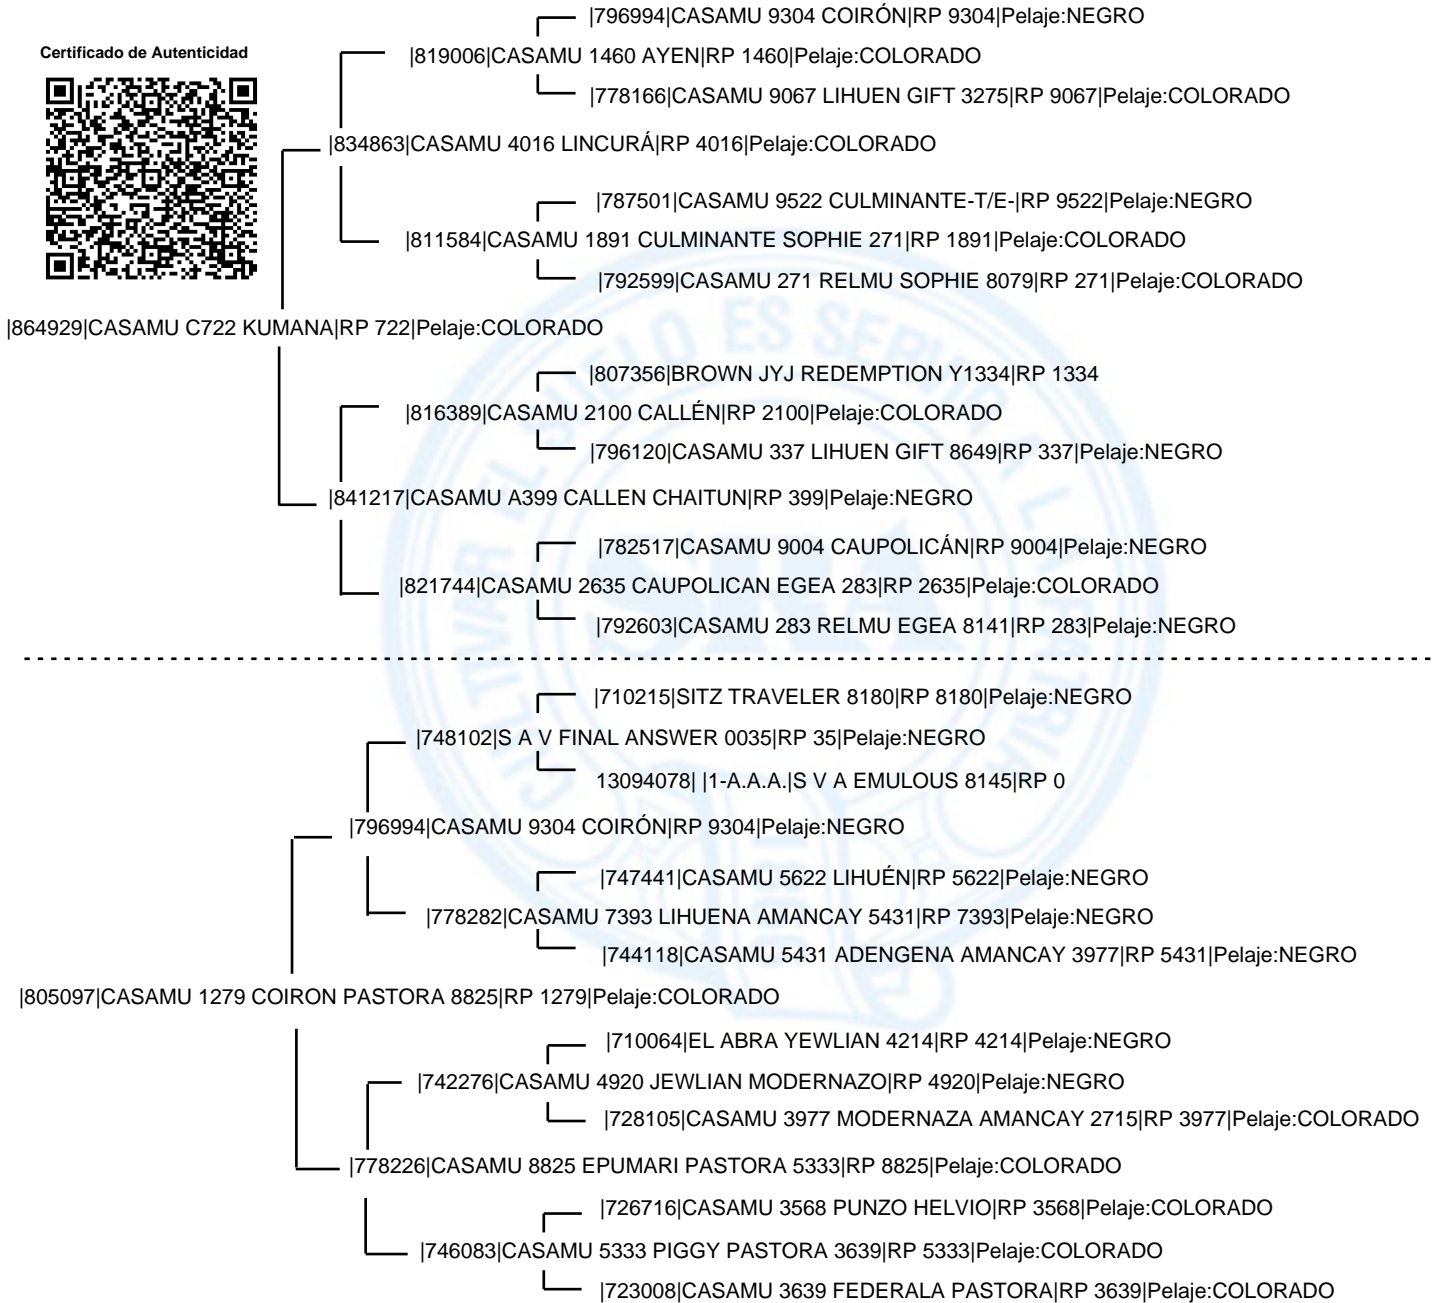 |796994|CASAMU 9304 COIRÓN|RP 9304|Pelaje:NEGRO
Certificado de Autenticidad
|819006|CASAMU 1460 AYEN|RP 1460|Pelaje:COLORADO
|778166|CASAMU 9067 LIHUEN GIFT 3275|RP 9067|Pelaje:COLORADO
|834863|CASAMU 4016 LINCURÁ|RP 4016|Pelaje:COLORADO
|787501|CASAMU 9522 CULMINANTE-T/E-|RP 9522|Pelaje:NEGRO
|811584|CASAMU 1891 CULMINANTE SOPHIE 271|RP 1891|Pelaje:COLORADO
|792599|CASAMU 271 RELMU SOPHIE 8079|RP 271|Pelaje:COLORADO
|864929|CASAMU C722 KUMANA|RP 722|Pelaje:COLORADO
|807356|BROWN JYJ REDEMPTION Y1334|RP 1334
|816389|CASAMU 2100 CALLÉN|RP 2100|Pelaje:COLORADO
|796120|CASAMU 337 LIHUEN GIFT 8649|RP 337|Pelaje:NEGRO
|841217|CASAMU A399 CALLEN CHAITUN|RP 399|Pelaje:NEGRO
|782517|CASAMU 9004 CAUPOLICÁN|RP 9004|Pelaje:NEGRO
|821744|CASAMU 2635 CAUPOLICAN EGEA 283|RP 2635|Pelaje:COLORADO
|792603|CASAMU 283 RELMU EGEA 8141|RP 283|Pelaje:NEGRO
|710215|SITZ TRAVELER 8180|RP 8180|Pelaje:NEGRO
|748102|S A V FINAL ANSWER 0035|RP 35|Pelaje:NEGRO
13094078| |1-A.A.A.|S V A EMULOUS 8145|RP 0
|796994|CASAMU 9304 COIRÓN|RP 9304|Pelaje:NEGRO
|747441|CASAMU 5622 LIHUÉN|RP 5622|Pelaje:NEGRO
|778282|CASAMU 7393 LIHUENA AMANCAY 5431|RP 7393|Pelaje:NEGRO
|744118|CASAMU 5431 ADENGENA AMANCAY 3977|RP 5431|Pelaje:NEGRO
|805097|CASAMU 1279 COIRON PASTORA 8825|RP 1279|Pelaje:COLORADO
|710064|EL ABRA YEWLIAN 4214|RP 4214|Pelaje:NEGRO
|742276|CASAMU 4920 JEWLIAN MODERNAZO|RP 4920|Pelaje:NEGRO
|728105|CASAMU 3977 MODERNAZA AMANCAY 2715|RP 3977|Pelaje:COLORADO
|778226|CASAMU 8825 EPUMARI PASTORA 5333|RP 8825|Pelaje:COLORADO
|726716|CASAMU 3568 PUNZO HELVIO|RP 3568|Pelaje:COLORADO
|746083|CASAMU 5333 PIGGY PASTORA 3639|RP 5333|Pelaje:COLORADO
|723008|CASAMU 3639 FEDERALA PASTORA|RP 3639|Pelaje:COLORADO
CULTIVAR EL SUELO ES SERVIR A LA PATRIA